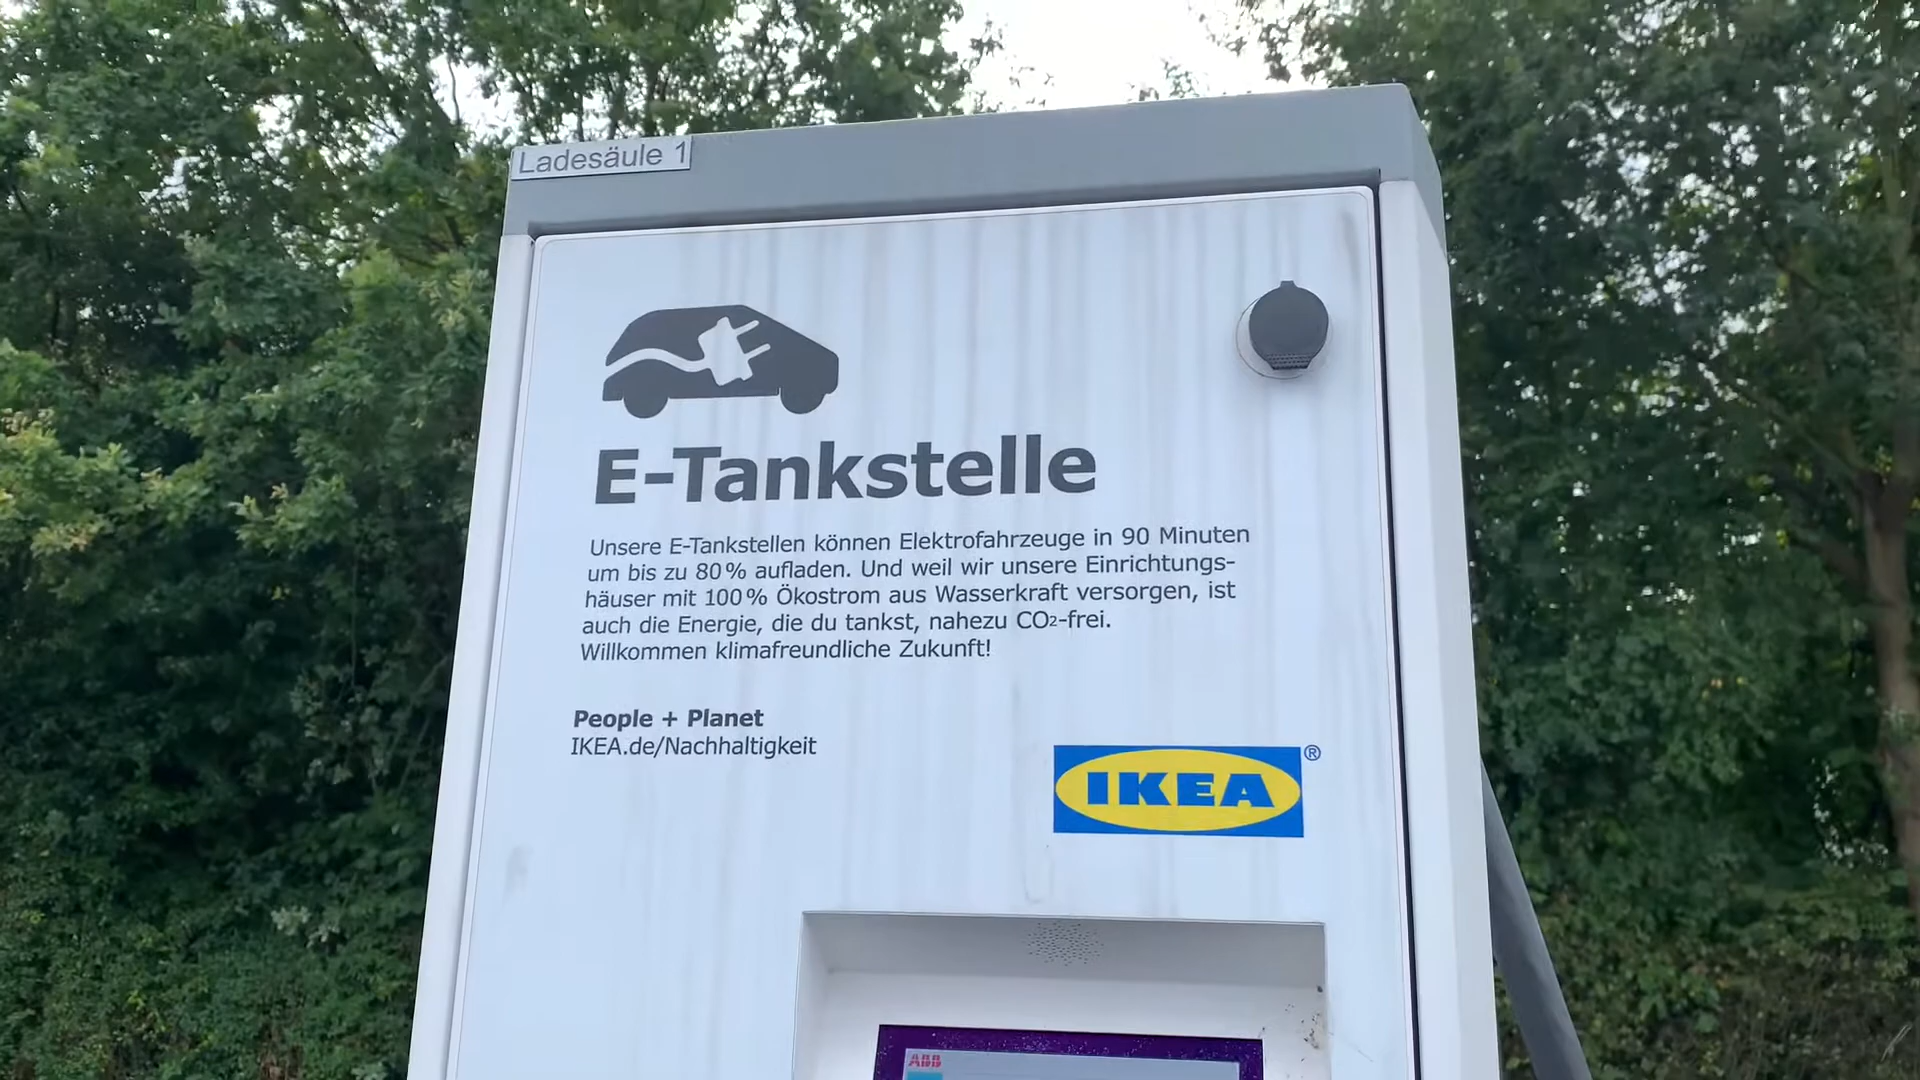 Ladesäule 1
E-Tankstelle
Unsere E-Tankstellen können Elektrofahrzeuge in 90 Minuten
um bis zu 80 % aufladen. Und weil wir unsere Einrichtungs-
häuser mit 100 % Ökostrom aus Wasserkraft versorgen, ist
auch die Energie, die du tankst, nahezu CO₂-frei.
Willkommen klimafreundliche Zukunft!
People + Planet
IKEA.de/Nachhaltigkeit
IKEA®
ABB